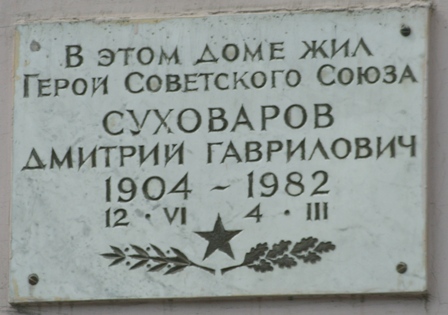 В ЭТОМ ДОМЕ ЖИЛ
ГЕРОЙ СОВЕТСКОГО СОЮЗА
СУХОВАРОВ
ДМИТРИЙ ГАВРИЛОВИЧ
1904 ~ 1982
12 · VI 4 · III